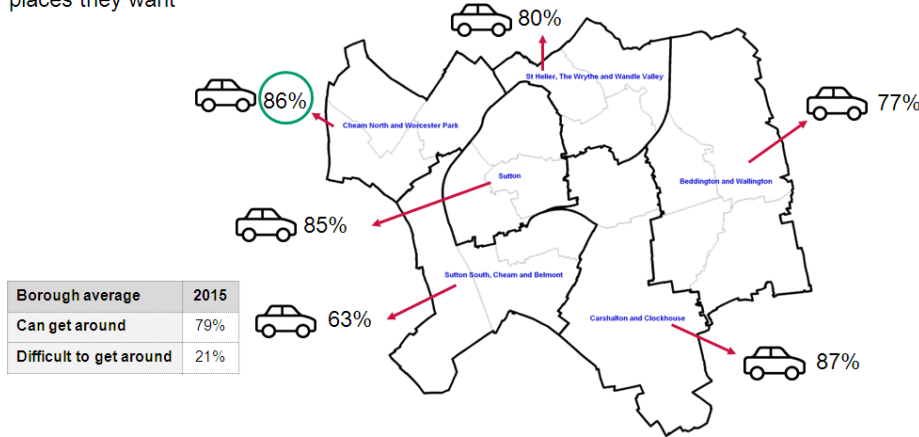 places they want
80%
St Helier, The Wrythe and Wandle Valley
86%
77%
Cheam North and Worcester Park
Sutton
Beddington and Wallington
85%
Sutton South, Cheam and Belmont
Borough average 2015
Can get around 79%
Difficult to get around 21%
63%
Carshalton and Clockhouse
87%